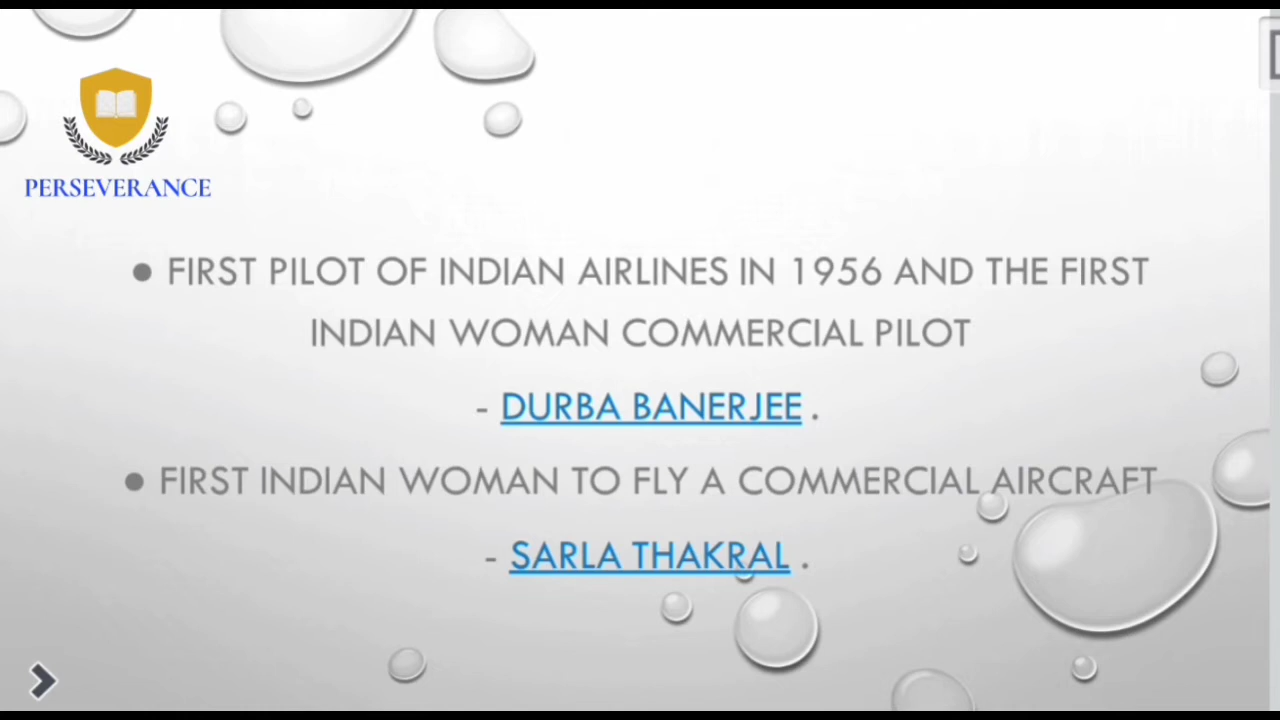 PERSEVERANCE
● FIRST PILOT OF INDIAN AIRLINES IN 1956 AND THE FIRST
INDIAN WOMAN COMMERCIAL PILOT
- DURBA BANERJEE .
● FIRST INDIAN WOMAN TO FLY A COMMERCIAL AIRCRAFT
- SARLA THAKRAL .